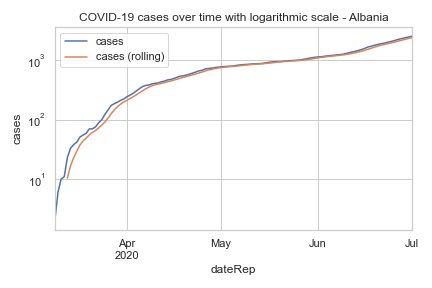 COVID-19 cases over time with logarithmic scale - Albania
cases
cases (rolling)
10³
10²
10¹
cases
Apr
2020
May
Jun
Jul
dateRep